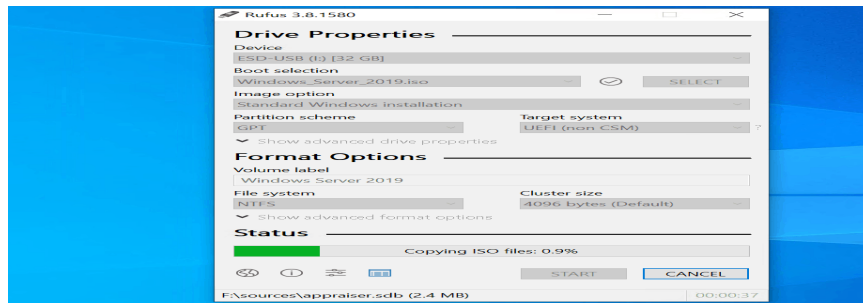 Rufus 3.8.1580
Drive Properties
Device
ESD-USB (I:) [32 GB]
Boot selection
Windows_Server_2019.iso
SELECT
Image option
Standard Windows installation
Partition scheme
Target system
GPT
UEFI (non CSM)
?
Show advanced drive properties
Format Options
Volume label
Windows Server 2019
File system
Cluster size
NTFS
4096 bytes (Default)
Show advanced format options
Status
Copying ISO files: 0.9%
START
CANCEL
F:\sources\appraiser.sdb (2.4 MB)
00:00:37